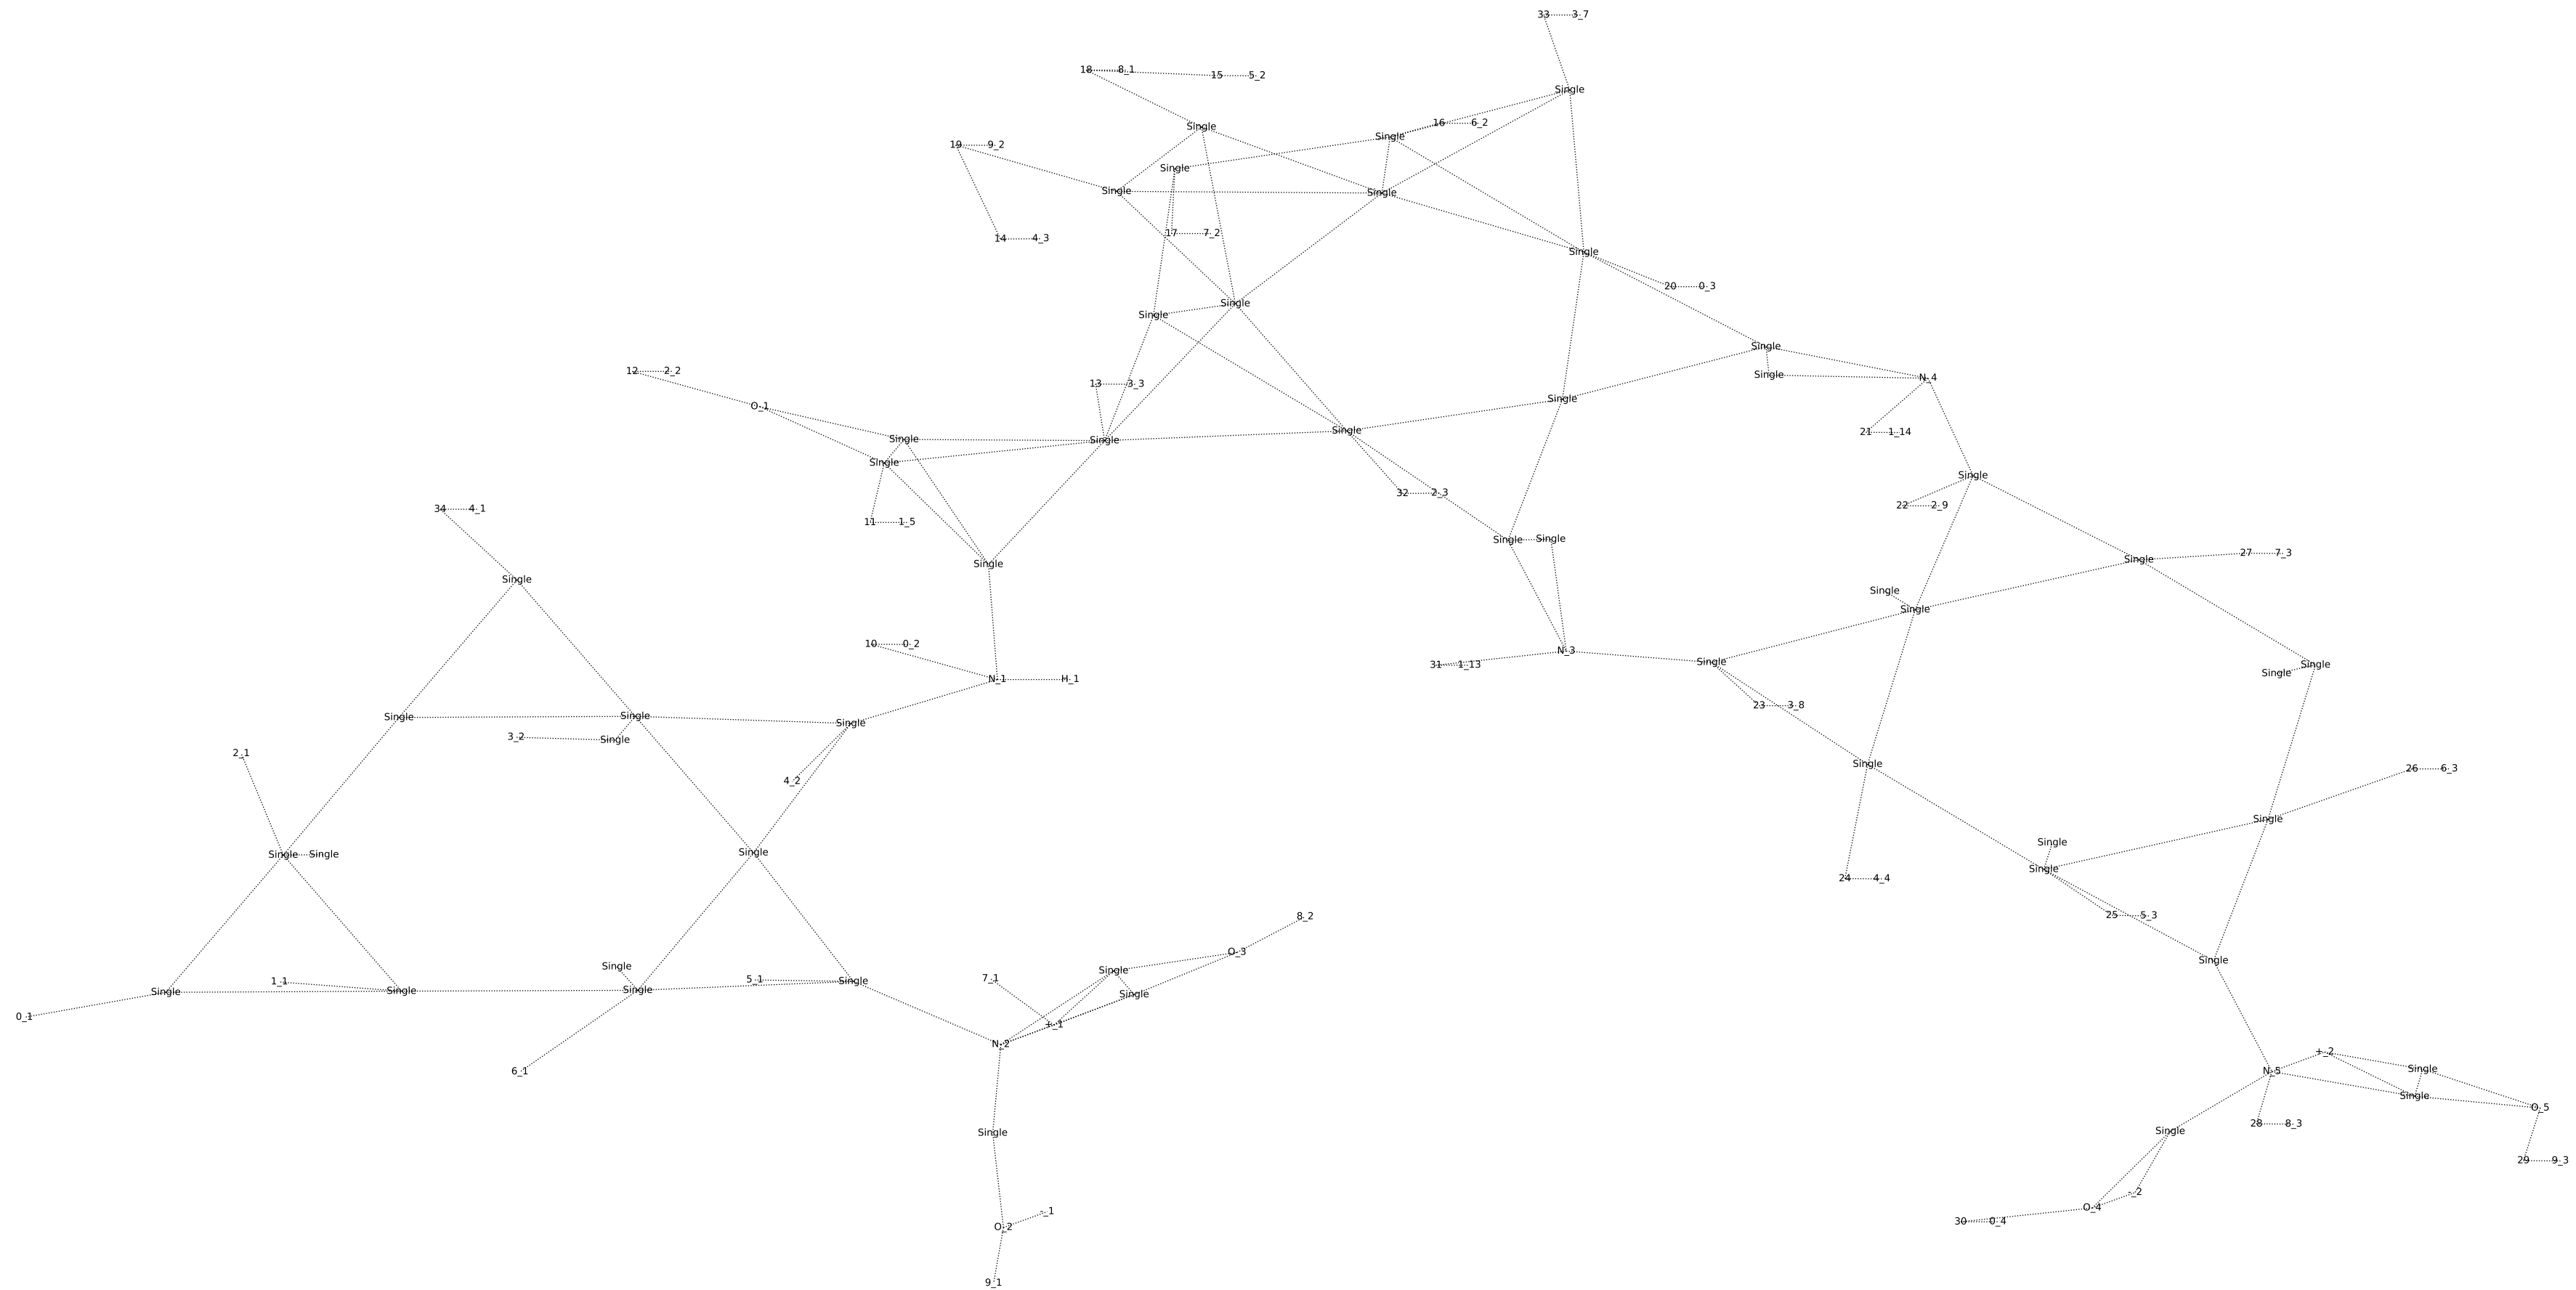 33 3_7
18 8_1 15 5_2
Single
16 6_2
Single
Single
19 9_2
Single
Single
Single
17 7_2
14 4_3
Single
20 0_3
Single
Single
Single
12 2_2
Single
N_4
13 3_3
Single
O_1
Single
21 1_14
Single
Single
Single
Single
32 2_3
22 2_9
34 4_1
11 1_5
Single
Single
27 7_3
Single
Single
Single
Single
10 0_2
N_3
Single
31 1_13
Single
Single
N_1 H_1
23 3_8
Single
Single
Single
3_2
Single
2_1
Single
4_2
26 6_3
Single
Single
Single
Single Single
Single
24 4_4
25 5_3
8_2
O_3
Single
Single
Single
7_1
5_1
Single
1_1
Single
Single
Single
Single
0_1
+_1
N_2
+_2
Single
N_5
Single
O_5
28 8_3
Single
Single
29 9_3
-_2
O_4
-_1
30 0_4
O_2
6_1
9_1